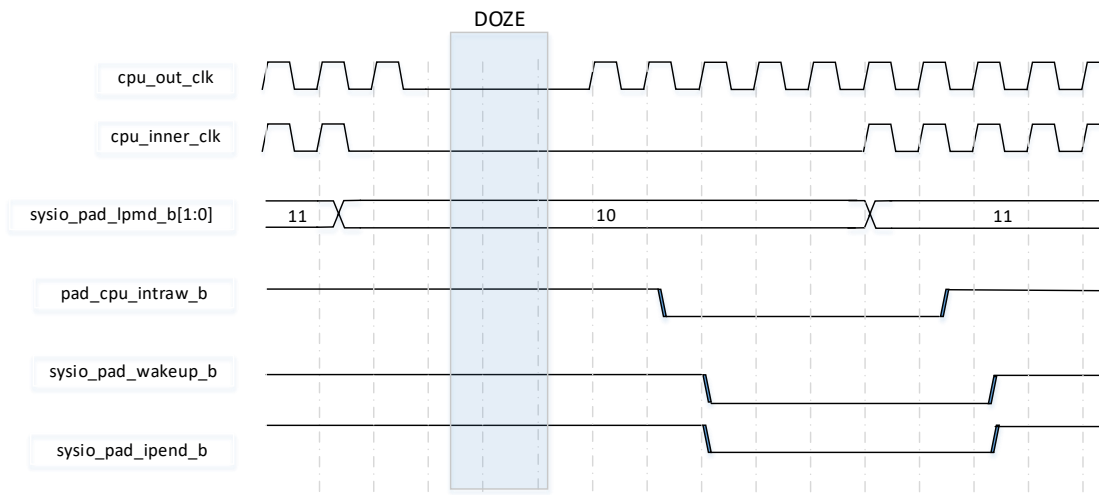 DOZE
cpu_out_clk
cpu_inner_clk
sysio_pad_lpmd_b[1:0] 11 10 11
pad_cpu_intraw_b
sysio_pad_wakeup_b
sysio_pad_ipend_b